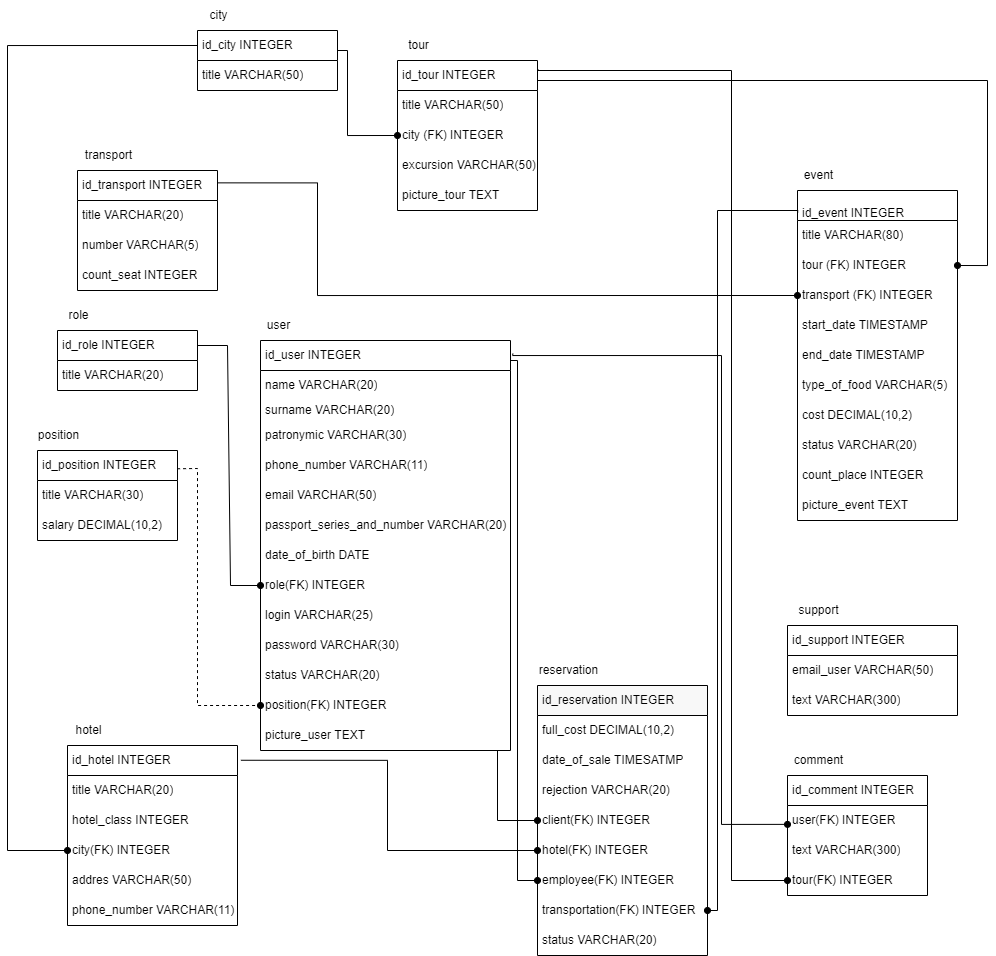 city
id_city INTEGER
title VARCHAR(50)
tour
id_tour INTEGER
title VARCHAR(50)
city (FK) INTEGER
excursion VARCHAR(50)
picture_tour TEXT
transport
id_transport INTEGER
title VARCHAR(20)
number VARCHAR(5)
count_seat INTEGER
event
id_event INTEGER
title VARCHAR(80)
tour (FK) INTEGER
transport (FK) INTEGER
start_date TIMESTAMP
end_date TIMESTAMP
type_of_food VARCHAR(5)
cost DECIMAL(10,2)
status VARCHAR(20)
count_place INTEGER
picture_event TEXT
role
id_role INTEGER
title VARCHAR(20)
user
id_user INTEGER
name VARCHAR(20)
surname VARCHAR(20)
patronymic VARCHAR(30)
phone_number VARCHAR(11)
email VARCHAR(50)
passport_series_and_number VARCHAR(20)
date_of_birth DATE
role(FK) INTEGER
login VARCHAR(25)
password VARCHAR(30)
status VARCHAR(20)
position(FK) INTEGER
picture_user TEXT
position
id_position INTEGER
title VARCHAR(30)
salary DECIMAL(10,2)
support
id_support INTEGER
email_user VARCHAR(50)
text VARCHAR(300)
reservation
id_reservation INTEGER
full_cost DECIMAL(10,2)
date_of_sale TIMESATMP
rejection VARCHAR(20)
client(FK) INTEGER
hotel(FK) INTEGER
employee(FK) INTEGER
transportation(FK) INTEGER
status VARCHAR(20)
hotel
id_hotel INTEGER
title VARCHAR(20)
hotel_class INTEGER
city(FK) INTEGER
addres VARCHAR(50)
phone_number VARCHAR(11)
comment
id_comment INTEGER
user(FK) INTEGER
text VARCHAR(300)
tour(FK) INTEGER